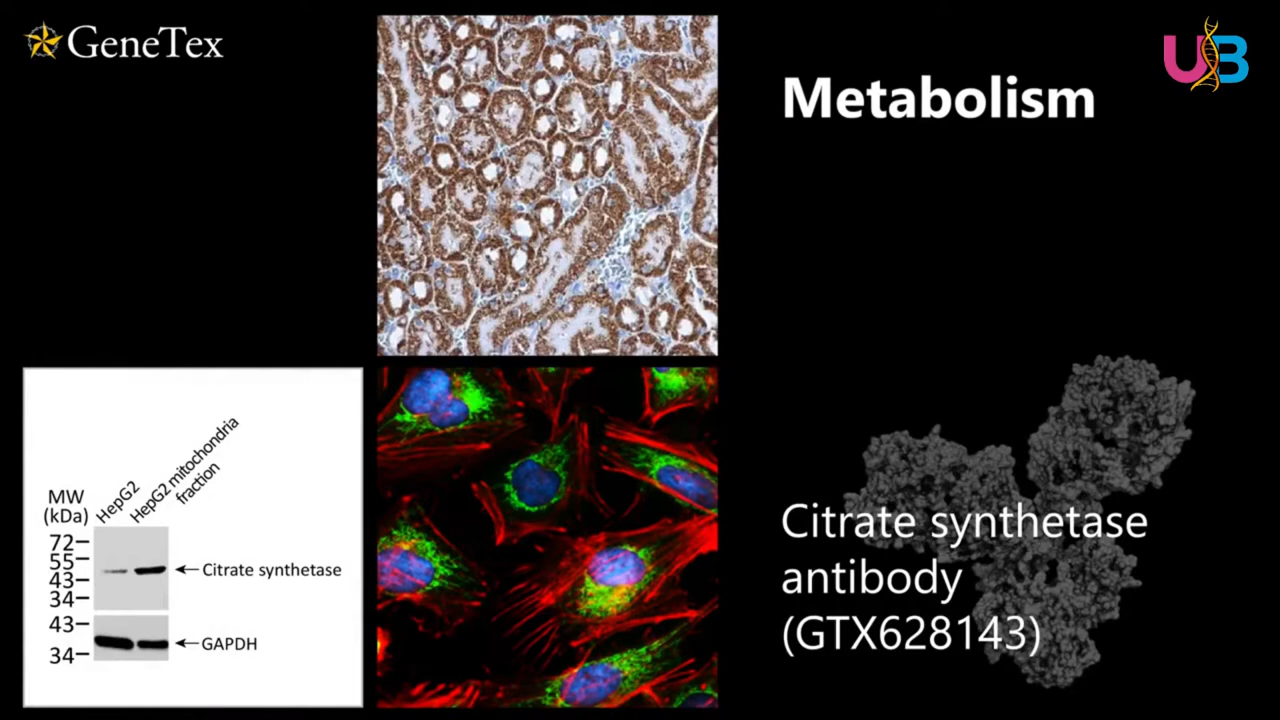 GeneTex
UB
Metabolism
MW
(kDa)
HepG2
HepG2 mitochondria
fraction
72
55
43
34
Citrate synthetase
43
34
GAPDH
Citrate synthetase
antibody
(GTX628143)